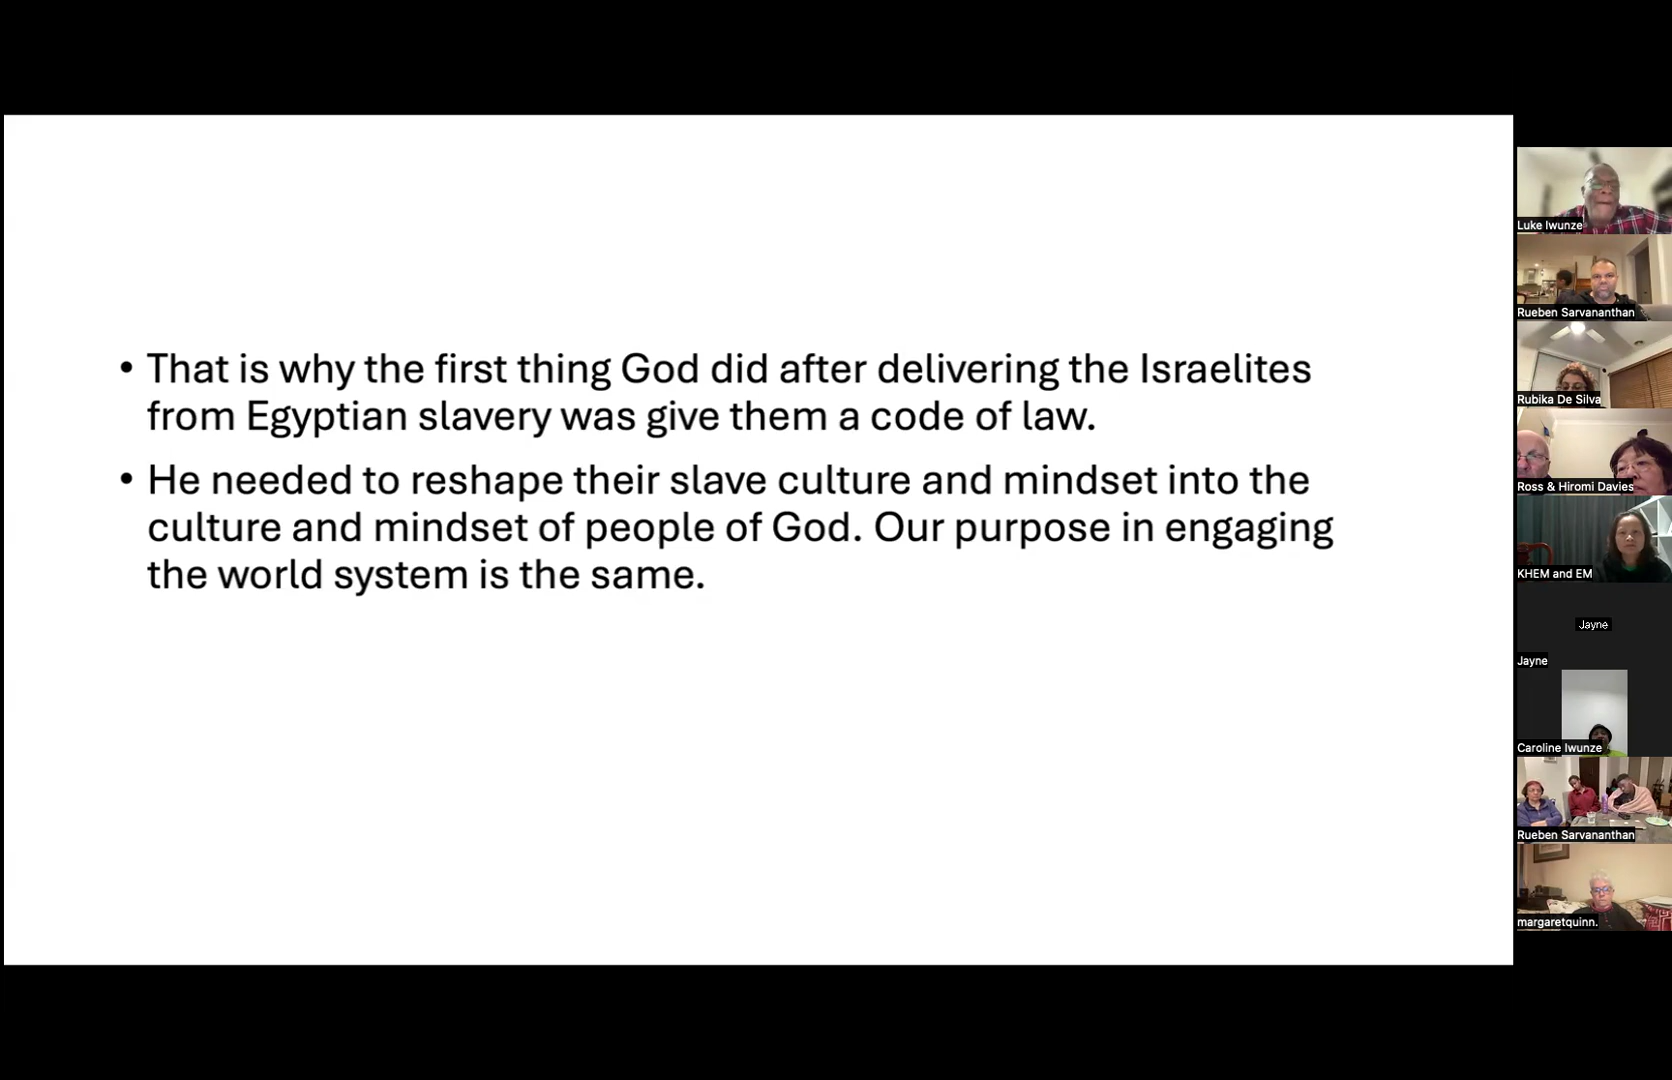 • That is why the first thing God did after delivering the Israelites
from Egyptian slavery was give them a code of law.
• He needed to reshape their slave culture and mindset into the
culture and mindset of people of God. Our purpose in engaging
the world system is the same.
Luke Iwunze
Rueben Sarvananthan
Rubika De Silva
Ross & Hiromi Davies
KHEM and EM
Jayne
Jayne
Caroline Iwunze
Rueben Sarvananthan
margaretquinn.